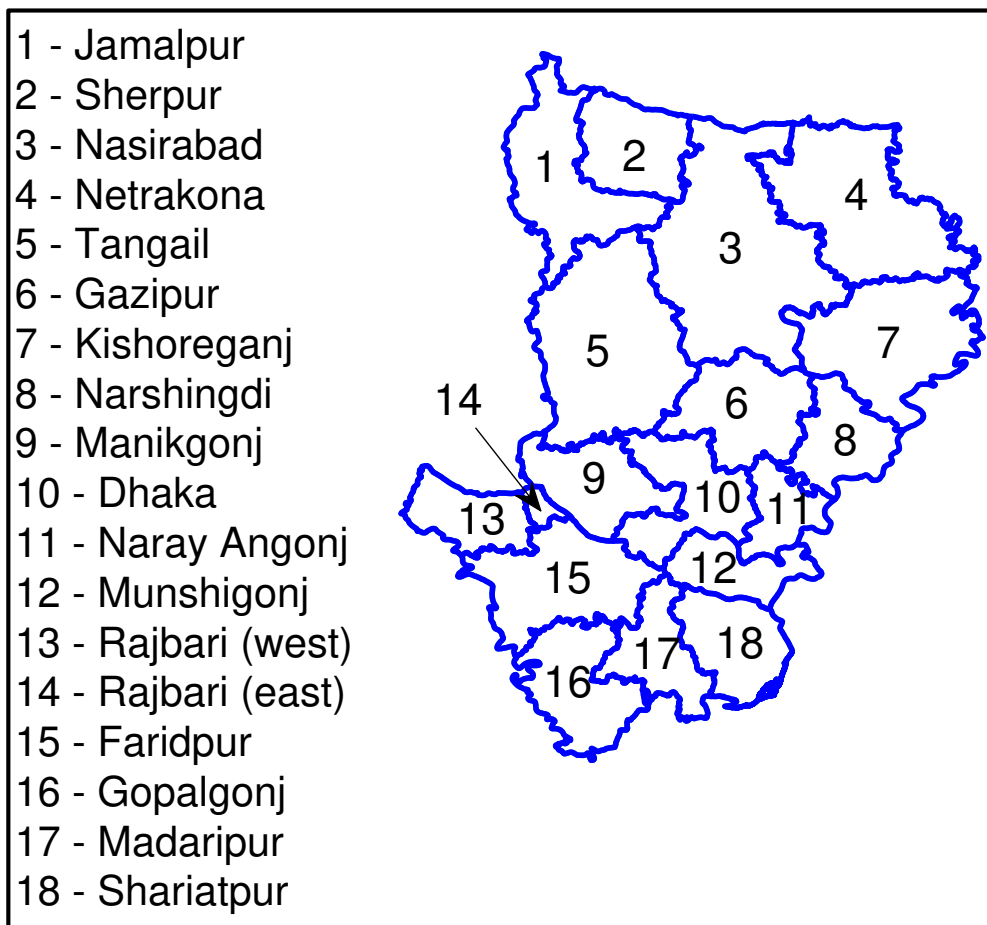 1 - Jamalpur
2 - Sherpur
3 - Nasirabad
4 - Netrakona
5 - Tangail
6 - Gazipur
7 - Kishoreganj
8 - Narshingdi
9 - Manikgonj
10 - Dhaka
11 - Naray Angonj
12 - Munshigonj
13 - Rajbari (west)
14 - Rajbari (east)
15 - Faridpur
16 - Gopalgonj
17 - Madaripur
18 - Shariatpur
1
2
3
4
5
6
7
8
9
10
11
12
13
14
15
16
17
18